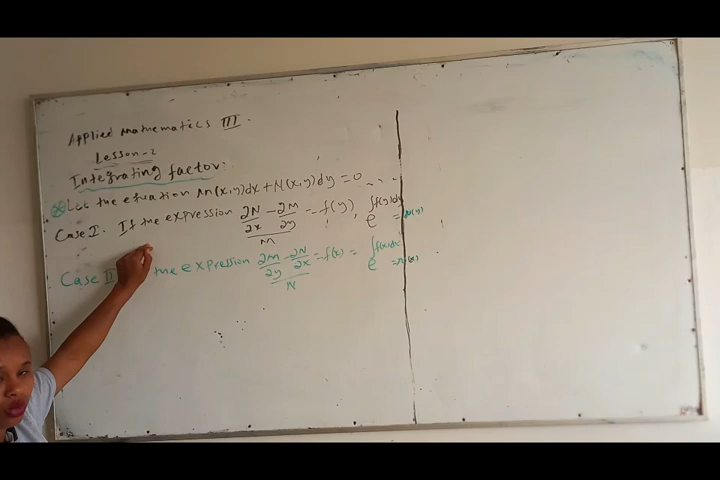 Applied Mathematics III.
Lesson-2
Integrating factor:
Let the equation M(x,y)dx+N(x,y)dy=0 ...
Case I. If the expression (∂N/∂x - ∂M/∂y)/M = f(y), e^∫f(y)dy = μ(y)
Case II the expression (∂M/∂y - ∂N/∂x)/N = f(x) = e^∫f(x)dx = μ(x)